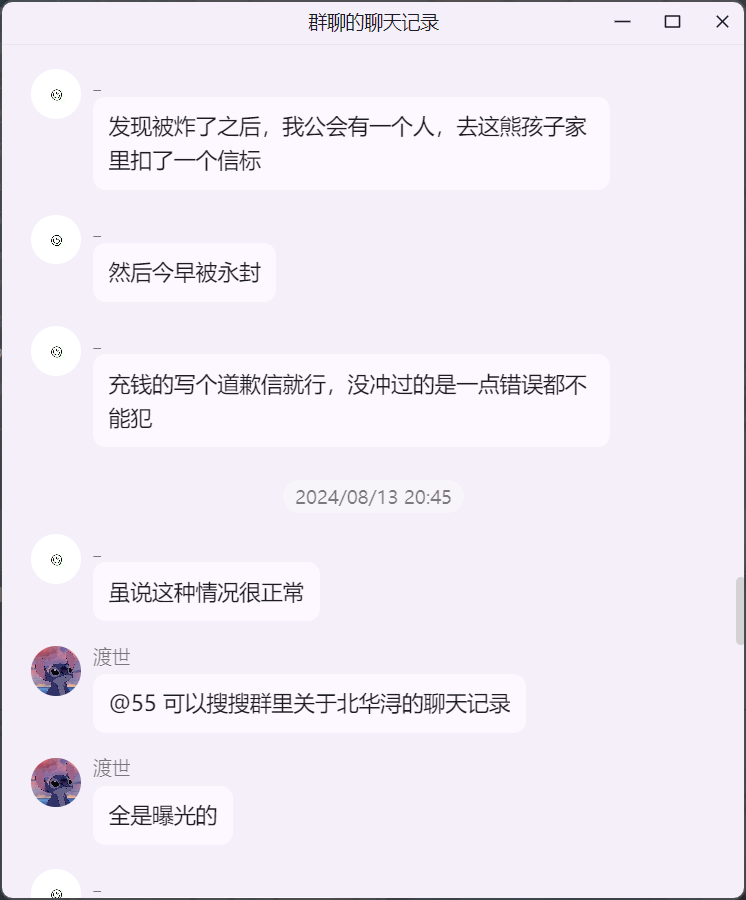 群聊的聊天记录
_
发现被炸了之后，我公会有一个人，去这熊孩子家
里扣了一个信标
_
然后今早被永封
_
充钱的写个道歉信就行，没冲过的是一点错误都不
能犯
2024/08/13 20:45
_
虽说这种情况很正常
渡世
@55 可以搜搜群里关于北华浔的聊天记录
渡世
全是曝光的
_